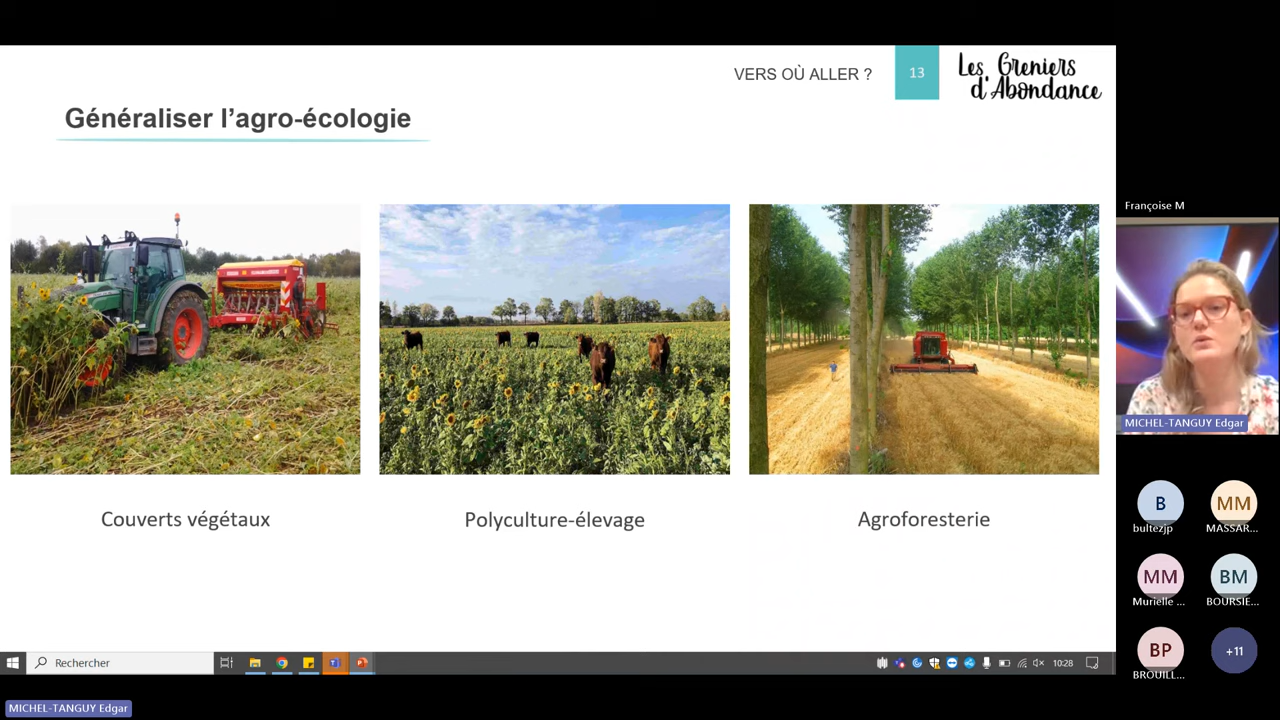 VERS OÙ ALLER ?
13
Les Greniers
d'Abondance
Généraliser l'agro-écologie
Couverts végétaux
Polyculture-élevage
Agroforesterie
Françoise M
MICHEL-TANGUY Edgar
B
bultezjp
MM
MASSAR...
MM
Murielle ...
BM
BOURSIE...
BP
BROUILL...
+11
Rechercher
10:28
MICHEL-TANGUY Edgar